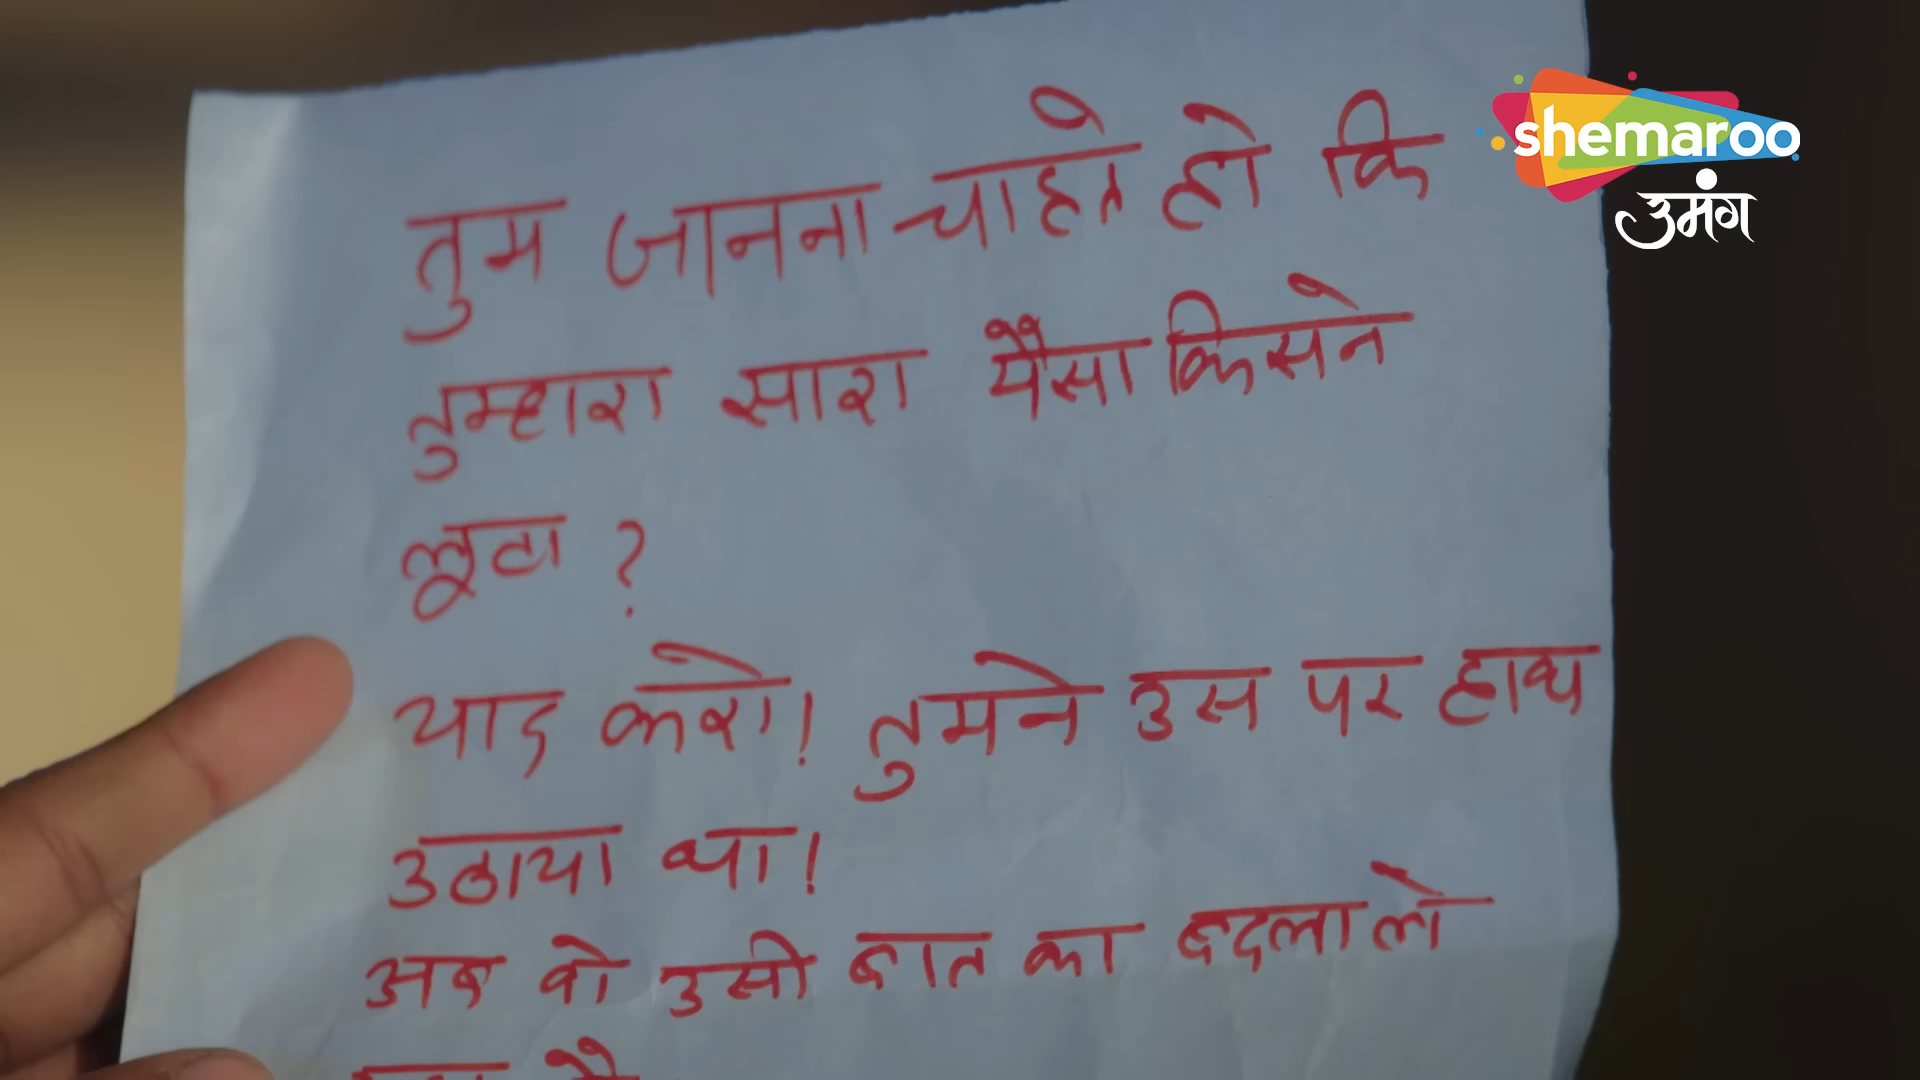 shemaroo
उमंग
तुम जानना चाहते हो कि
तुम्हारा सारा पैसा किसने
लूटा ?
याद करो! तुमने उस पर हाथ
उठाया था!
अब वो उसी बात का बदला ले